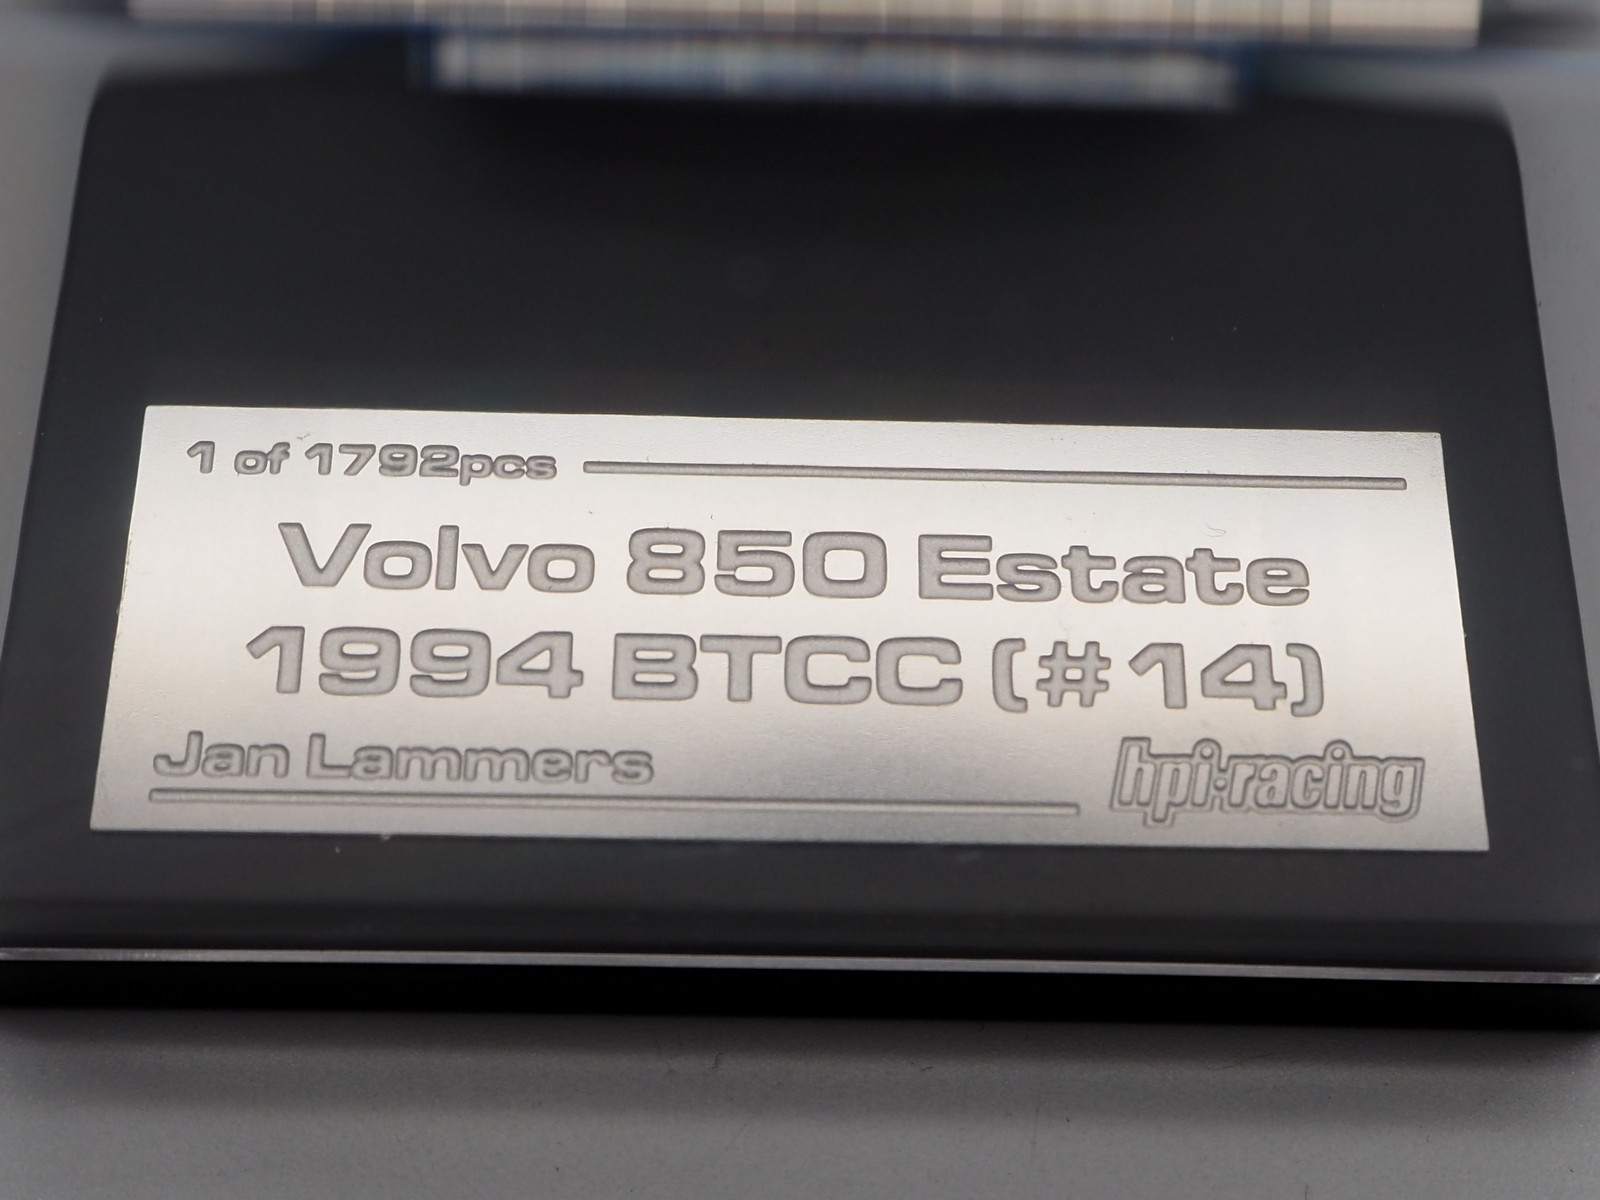 1 of 1792pcs
Volvo 850 Estate
1994 BTCC (#14)
Jan Lammers
hpi·racing